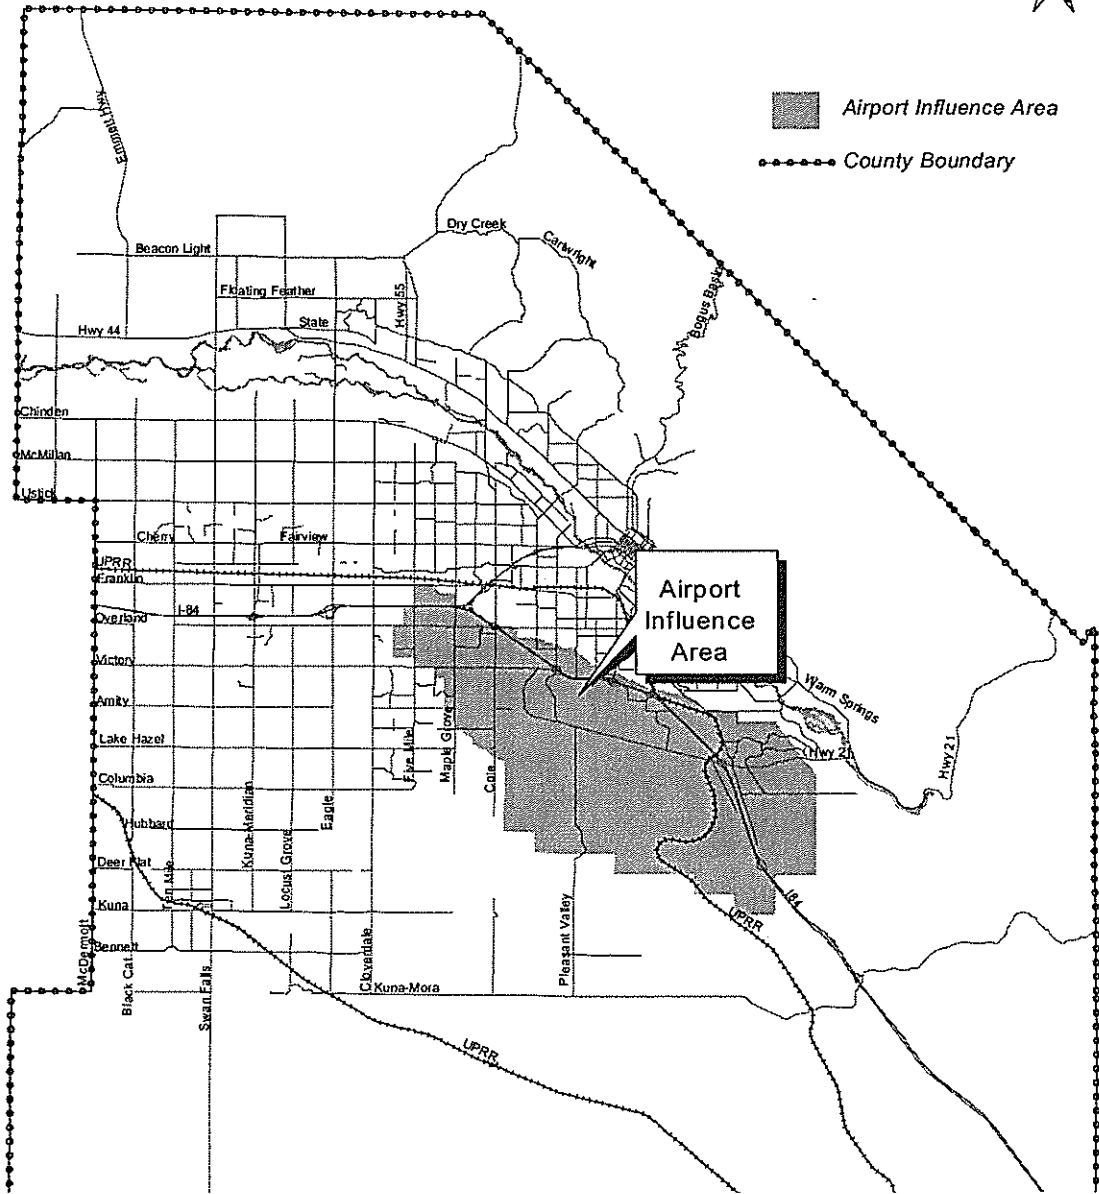 Airport Influence Area
County Boundary
Emmett Hwy
Dry Creek
Cartwright
Beacon Light
Bogus Basin
Floating Feather
Hwy 55
State
Hwy 44
Chinden
McMillan
Ustick
Cherry
Fairview
UPRR
Franklin
I-84
Overland
Airport
Influence
Area
Victory
Warm Springs
Amity
Lake Hazel
Five Mile
Maple Grove
Cole
Hwy 21
Hwy 21
Columbia
Kuna-Meridian
Eagle
Hubbard
Locust Grove
Deer Flat
Ten Mile
I84
Kuna
UPRR
Pleasant Valley
McDermott
Bennett
Black Cat
Cloverdale
Swan Falls
Kuna-Mora
UPRR